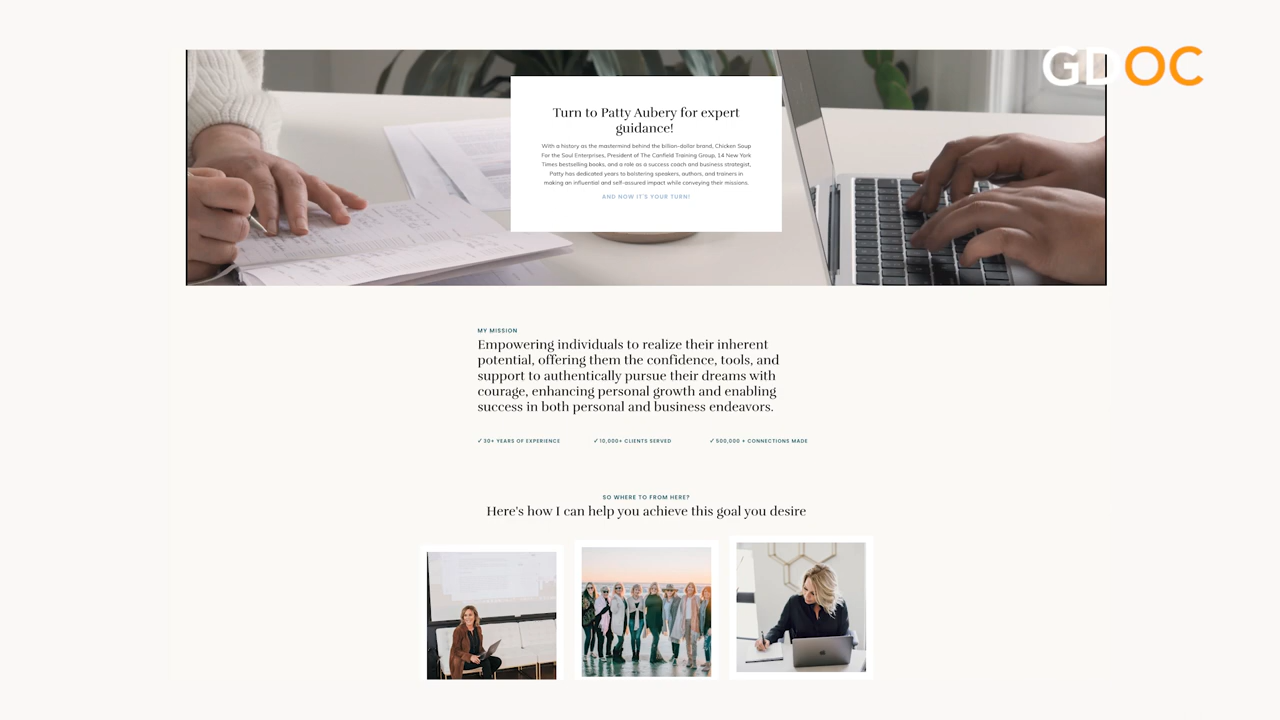 GDOC
Turn to Patty Aubery for expert
guidance!
With a history as the mastermind behind the billion-dollar brand, Chicken Soup
For the Soul Enterprises, President of The Canfield Training Group, 14 New York
Times bestselling books, and a role as a success coach and business strategist,
Patty has dedicated years to bolstering speakers, authors, and trainers in
making an influential and self-assured impact while conveying their missions.
AND NOW IT'S YOUR TURN!
MY MISSION
Empowering individuals to realize their inherent
potential, offering them the confidence, tools, and
support to authentically pursue their dreams with
courage, enhancing personal growth and enabling
success in both personal and business endeavors.
✓ 30+ YEARS OF EXPERIENCE ✓ 10,000+ CLIENTS SERVED ✓ 500,000 + CONNECTIONS MADE
SO WHERE TO FROM HERE?
Here's how I can help you achieve this goal you desire